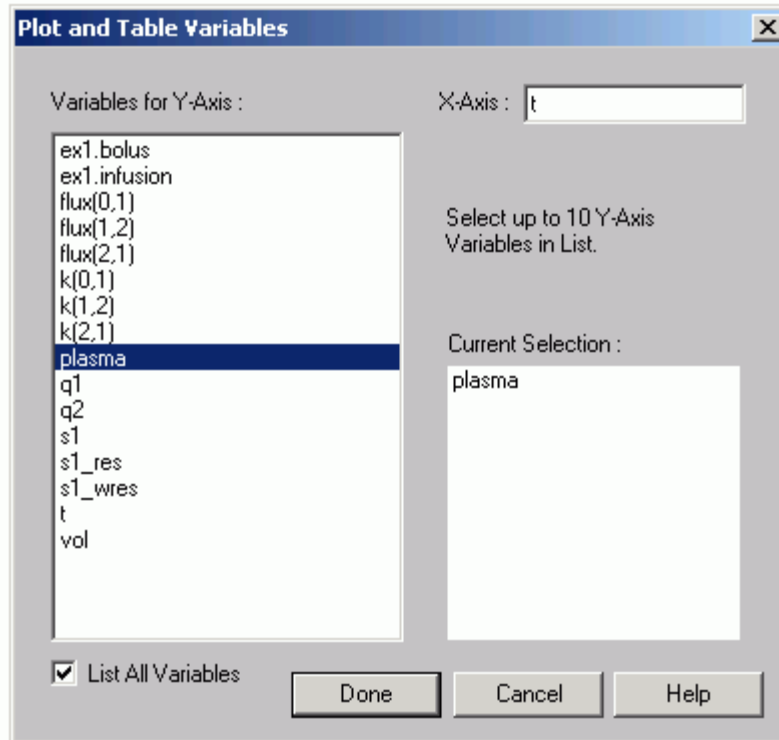 Plot and Table Variables
Variables for Y-Axis :
ex1.bolus
ex1.infusion
flux(0,1)
flux(1,2)
flux(2,1)
k(0,1)
k(1,2)
k(2,1)
plasma
q1
q2
s1
s1_res
s1_wres
t
vol
List All Variables
X-Axis : t
Select up to 10 Y-Axis
Variables in List.
Current Selection :
plasma
Done Cancel Help